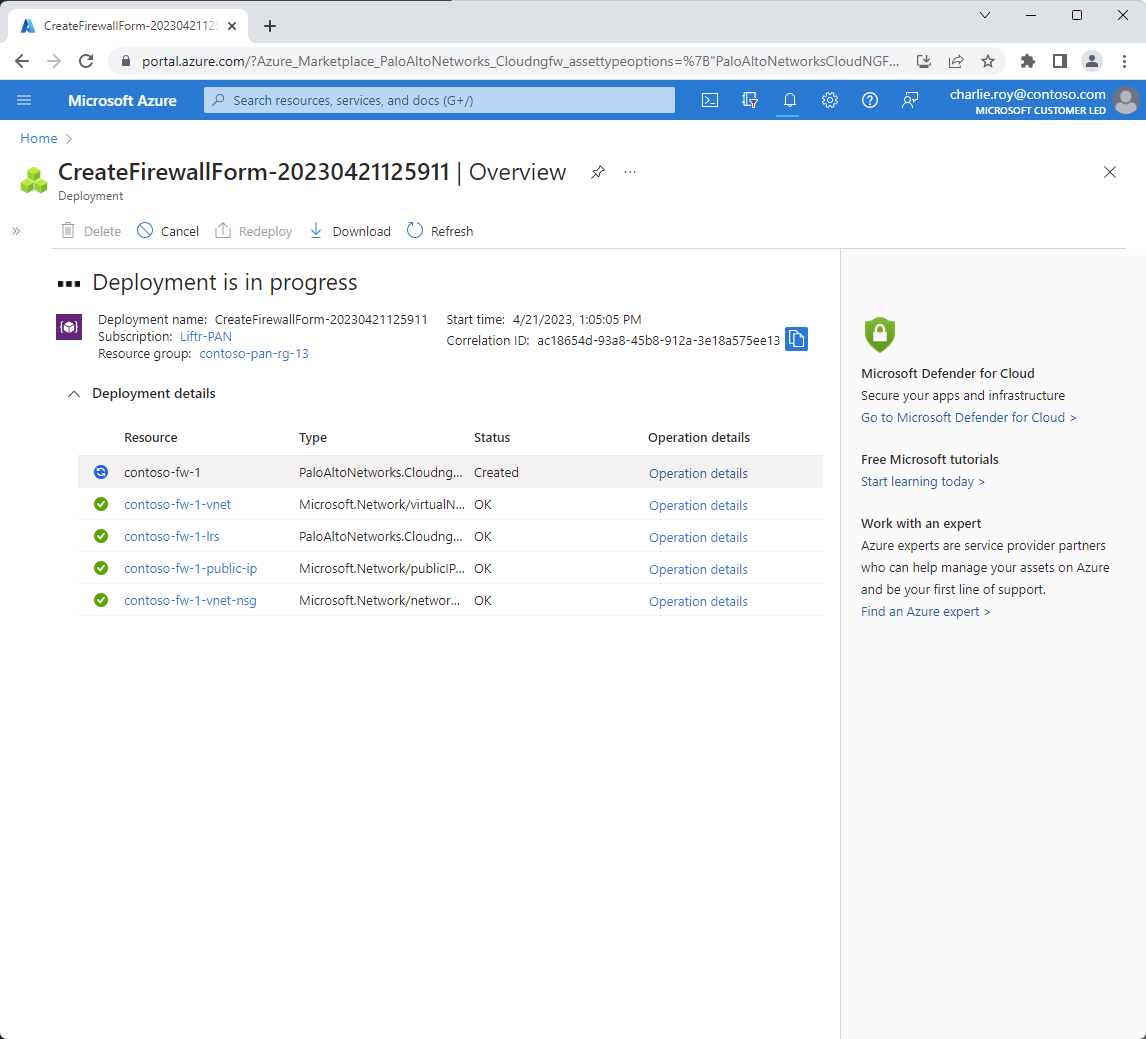 CreateFirewallForm-20230421125
portal.azure.com/?Azure_Marketplace_PaloAltoNetworks_Cloudngfw_assettypeoptions=%7B"PaloAltoNetworksCloudNGF...
Microsoft Azure
Search resources, services, and docs (G+/)
charlie.roy@contoso.com
MICROSOFT CUSTOMER LED
Home
CreateFirewallForm-20230421125911 | Overview
Deployment
Delete Cancel Redeploy Download Refresh
Deployment is in progress
Deployment name: CreateFirewallForm-20230421125911
Subscription: Liftr-PAN
Resource group: contoso-pan-rg-13
Start time: 4/21/2023, 1:05:05 PM
Correlation ID: ac18654d-93a8-45b8-912a-3e18a575ee13
Deployment details
Resource Type Status Operation details
contoso-fw-1 PaloAltoNetworks.Cloudng... Created Operation details
contoso-fw-1-vnet Microsoft.Network/virtualN... OK Operation details
contoso-fw-1-lrs PaloAltoNetworks.Cloudng... OK Operation details
contoso-fw-1-public-ip Microsoft.Network/publicIP... OK Operation details
contoso-fw-1-vnet-nsg Microsoft.Network/networ... OK Operation details
Microsoft Defender for Cloud
Secure your apps and infrastructure
Go to Microsoft Defender for Cloud >
Free Microsoft tutorials
Start learning today >
Work with an expert
Azure experts are service provider partners
who can help manage your assets on Azure
and be your first line of support.
Find an Azure expert >